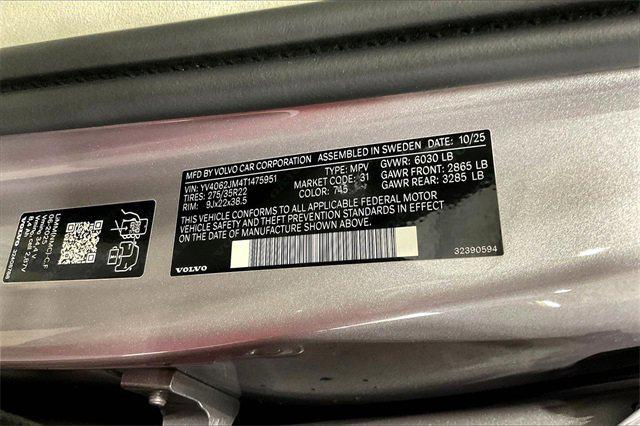 MFD BY VOLVO CAR CORPORATION ASSEMBLED IN SWEDEN DATE: 10/25
VIN: YV4062JM4T1475951 TYPE: MPV GVWR: 6030 LB
TIRES: 275/35R22 MARKET CODE: 31 GAWR FRONT: 2865 LB
RIM: 9Jx22x38.5 COLOR: 745 GAWR REAR: 3285 LB
THIS VEHICLE CONFORMS TO ALL APPLICABLE FEDERAL MOTOR
VEHICLE SAFETY AND THEFT PREVENTION STANDARDS IN EFFECT
ON THE DATE OF MANUFACTURE SHOWN ABOVE.
VOLVO 32390594